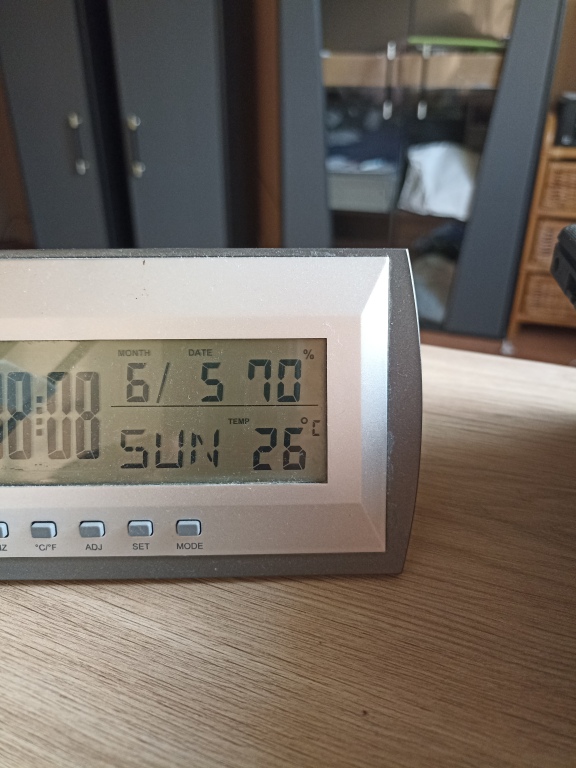 MONTH DATE %
6/ 5 70
TEMP °C
SUN 26
°C/°F ADJ SET MODE